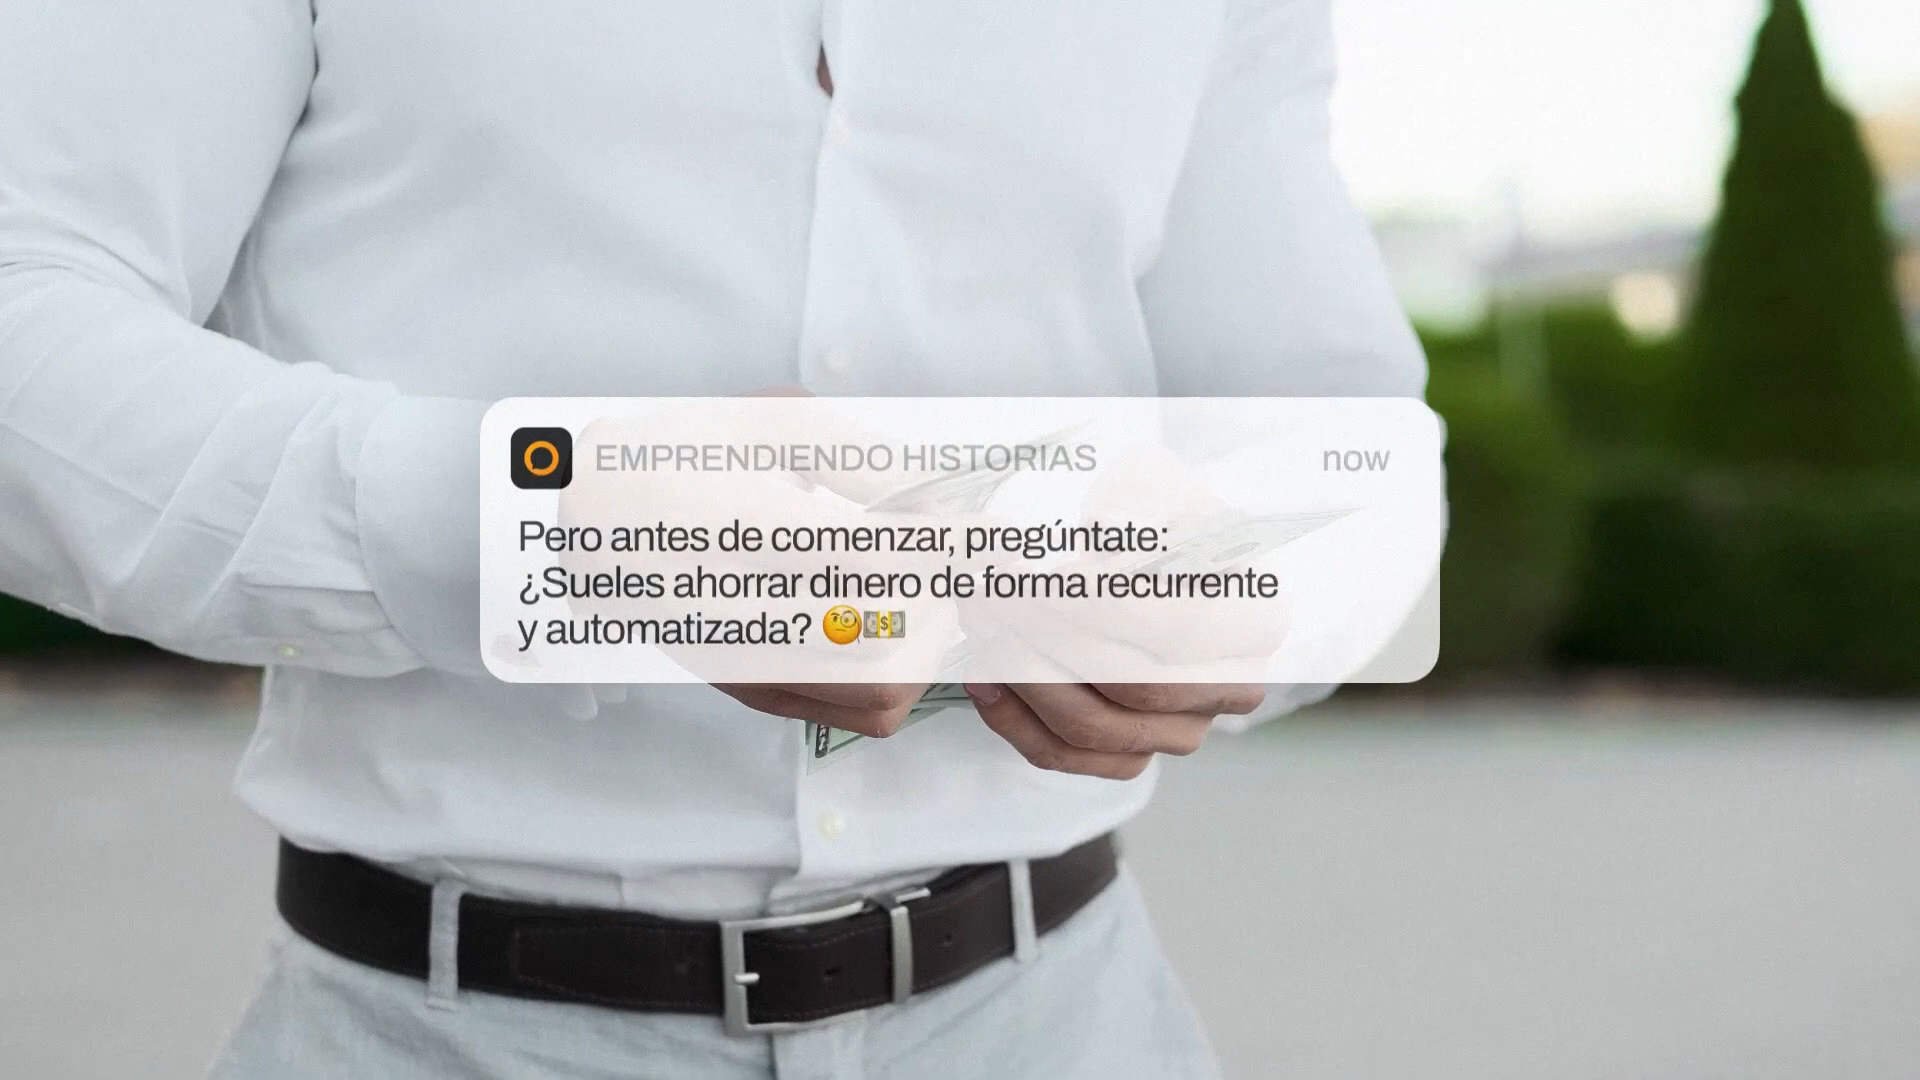 EMPRENDIENDO HISTORIAS now
Pero antes de comenzar, pregúntate:
¿Sueles ahorrar dinero de forma recurrente
y automatizada? 🧐💵